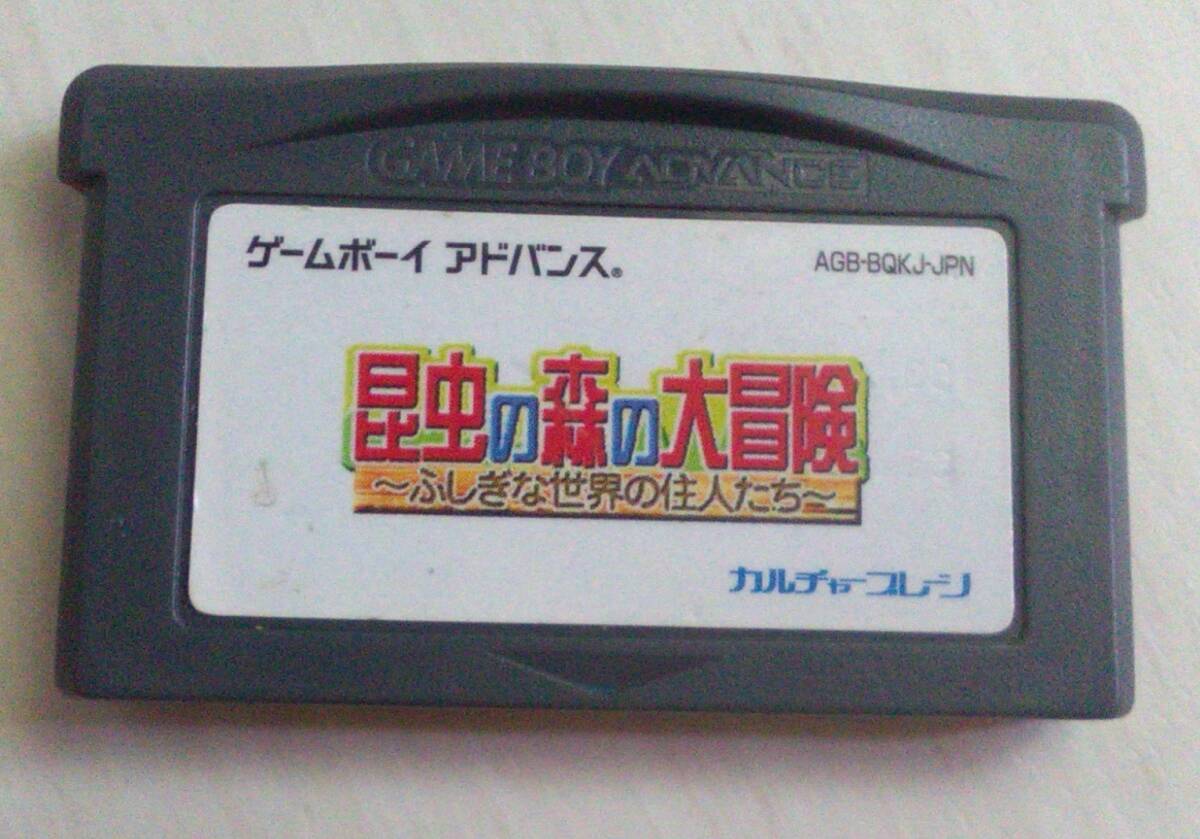 GAME BOY ADVANCE
ゲームボーイ アドバンス®
AGB-BQKJ-JPN
昆虫の森の大冒険
～ふしぎな世界の住人たち～
カルチャーブレーン